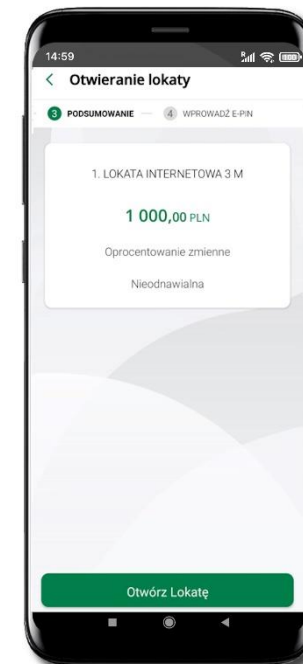 14:59
Otwieranie lokaty
3 PODSUMOWANIE 4 WPROWADŹ E-PIN
1. LOKATA INTERNETOWA 3 M
1 000,00 PLN
Oprocentowanie zmienne
Nieodnawialna
Otwórz Lokatę